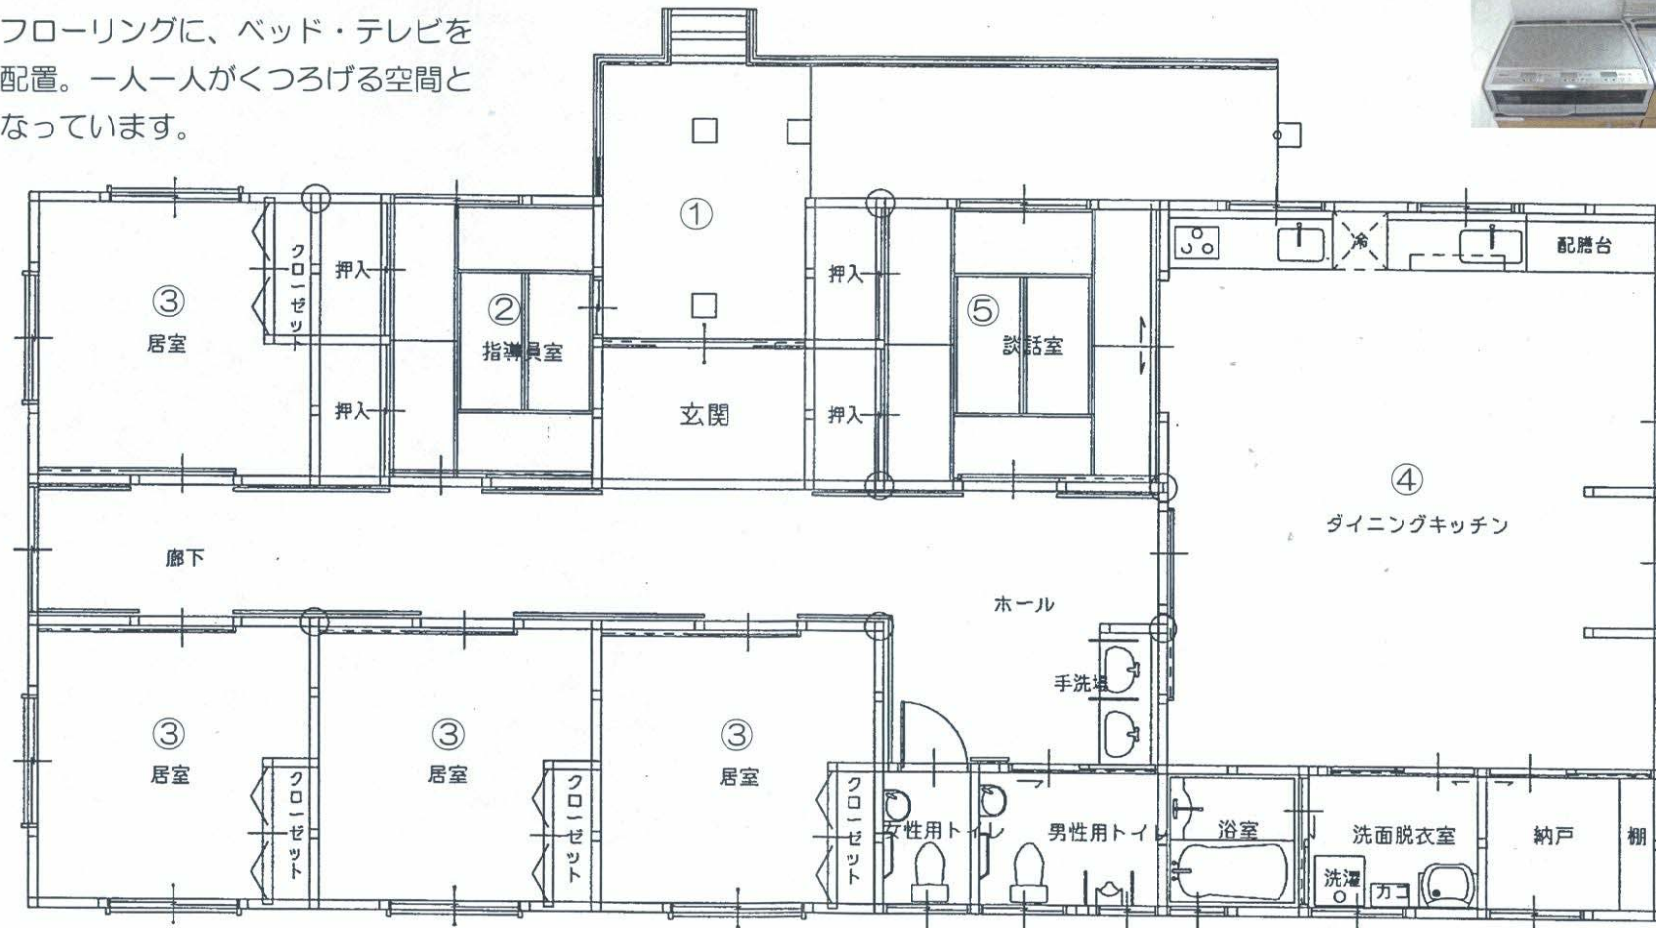 フローリングに、ベッド・テレビを
配置。一人一人がくつろげる空間と
なっています。
①
③
居室
クローゼット
押入
押入
②
指導員室
玄関
押入
押入
⑤
談話室
冷
配膳台
④
ダイニングキッチン
廊下
ホール
手洗場
③
居室
クローゼット
③
居室
クローゼット
③
居室
クローゼット
女性用トイレ
男性用トイレ
浴室
洗面脱衣室
洗濯
カゴ
納戸
棚